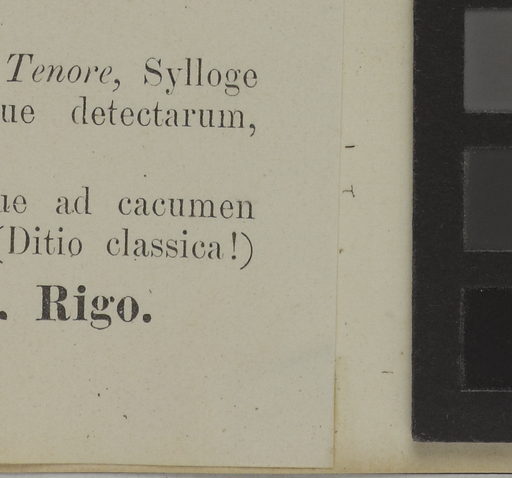 Tenore, Sylloge
ue detectarum,
ue ad cacumen
(Ditio classica!)
. Rigo.